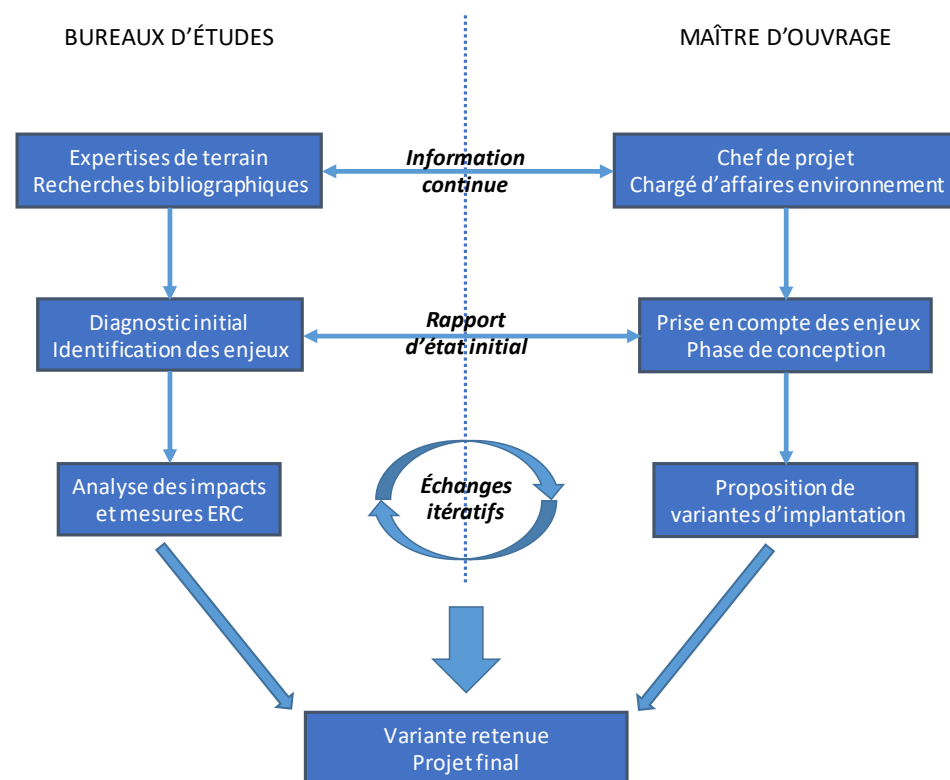 BUREAUX D'ÉTUDES
MAÎTRE D'OUVRAGE
Expertises de terrain
Recherches bibliographiques
Information
continue
Chef de projet
Chargé d'affaires environnement
Diagnostic initial
Identification des enjeux
Rapport
d'état initial
Prise en compte des enjeux
Phase de conception
Analyse des impacts
et mesures ERC
Échanges
itératifs
Proposition de
variantes d'implantation
Variante retenue
Projet final